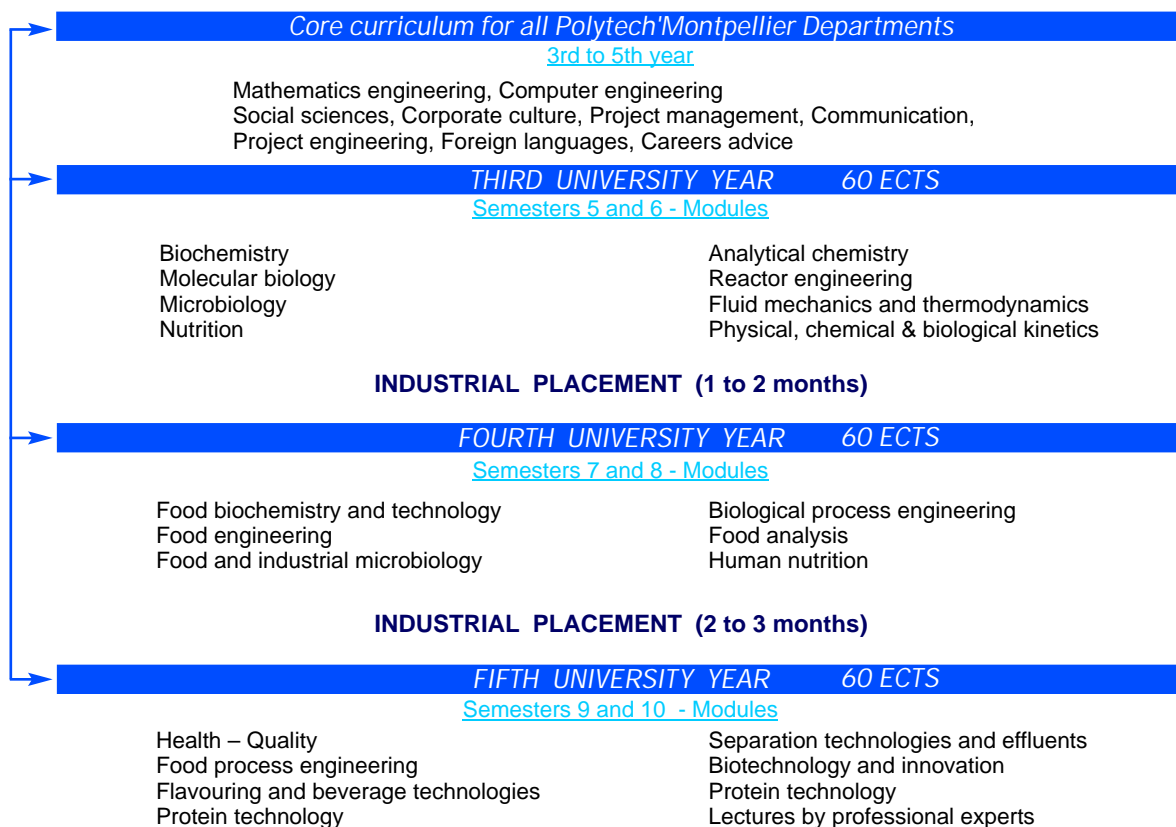 Core curriculum for all Polytech'Montpellier Departments
3rd to 5th year
Mathematics engineering, Computer engineering
Social sciences, Corporate culture, Project management, Communication,
Project engineering, Foreign languages, Careers advice
THIRD UNIVERSITY YEAR 60 ECTS
Semesters 5 and 6 - Modules
Biochemistry
Molecular biology
Microbiology
Nutrition
Analytical chemistry
Reactor engineering
Fluid mechanics and thermodynamics
Physical, chemical & biological kinetics
INDUSTRIAL PLACEMENT (1 to 2 months)
FOURTH UNIVERSITY YEAR 60 ECTS
Semesters 7 and 8 - Modules
Food biochemistry and technology
Food engineering
Food and industrial microbiology
Biological process engineering
Food analysis
Human nutrition
INDUSTRIAL PLACEMENT (2 to 3 months)
FIFTH UNIVERSITY YEAR 60 ECTS
Semesters 9 and 10 - Modules
Health – Quality
Food process engineering
Flavouring and beverage technologies
Protein technology
Separation technologies and effluents
Biotechnology and innovation
Protein technology
Lectures by professional experts